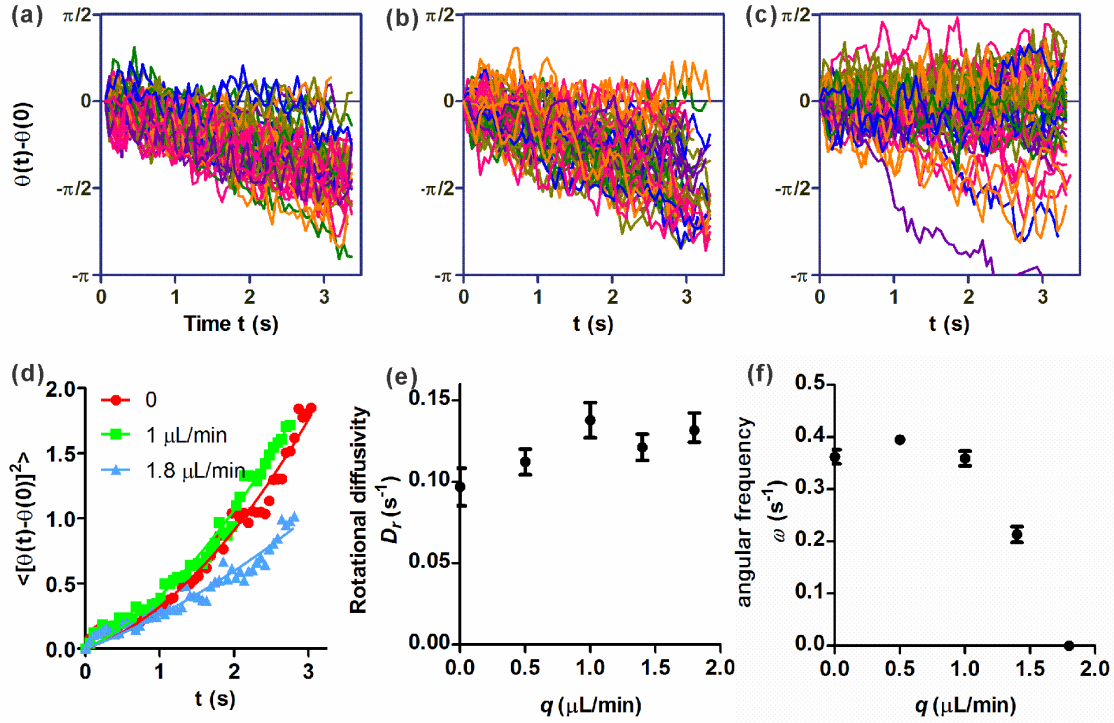 (a)
π/2
0
-π/2
-π
θ(t)-θ(0)
0
1
2
3
Time t (s)
(b)
π/2
0
-π/2
-π
0
1
2
3
t (s)
(c)
π/2
0
-π/2
-π
0
1
2
3
t (s)
(d)
2.0
1.5
1.0
0.5
0.0
<[θ(t)-θ(0)]²>
0
1 μL/min
1.8 μL/min
0
1
2
3
t (s)
(e)
0.15
0.10
0.05
0.00
Rotational diffusivity
Dr (s⁻¹)
0.0
0.5
1.0
1.5
2.0
q (μL/min)
(f)
0.5
0.4
0.3
0.2
0.1
0.0
angular frequency
ω (s⁻¹)
0.0
0.5
1.0
1.5
2.0
q (μL/min)